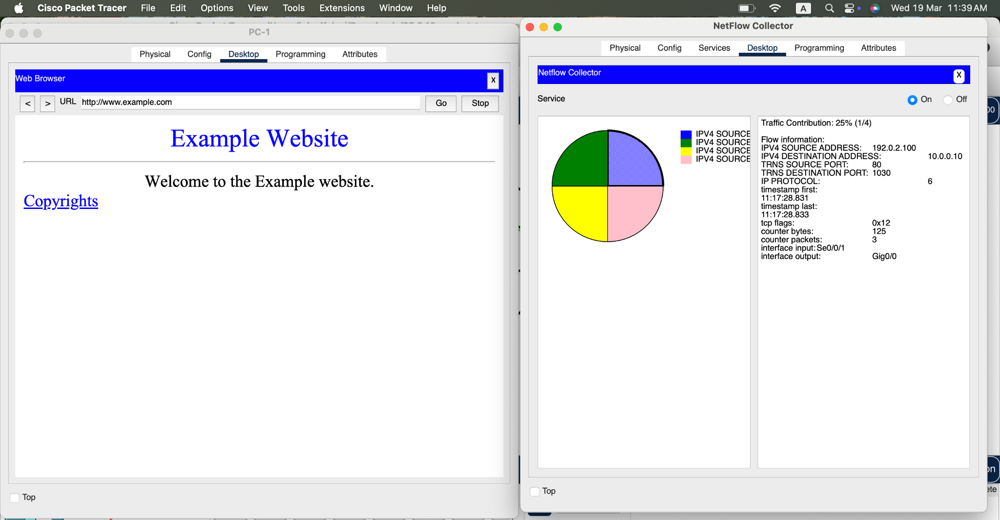 Cisco Packet Tracer File Edit Options View Tools Extensions Window Help A Wed 19 Mar 11:39 AM
PC-1
Physical Config Desktop Programming Attributes
Web Browser X
< > URL http://www.example.com Go Stop
Example Website
Welcome to the Example website.
Copyrights
Top
NetFlow Collector
Physical Config Services Desktop Programming Attributes
Netflow Collector X
Service On Off
IPV4 SOURCE
IPV4 SOURCE
IPV4 SOURCE
IPV4 SOURCE
Traffic Contribution: 25% (1/4)
Flow information:
IPV4 SOURCE ADDRESS: 192.0.2.100
IPV4 DESTINATION ADDRESS: 10.0.0.10
TRNS SOURCE PORT: 80
TRNS DESTINATION PORT: 1030
IP PROTOCOL: 6
timestamp first:
11:17:28.831
timestamp last:
11:17:28.833
tcp flags: 0x12
counter bytes: 125
counter packets: 3
interface input: Se0/0/1
interface output: Gig0/0
Top